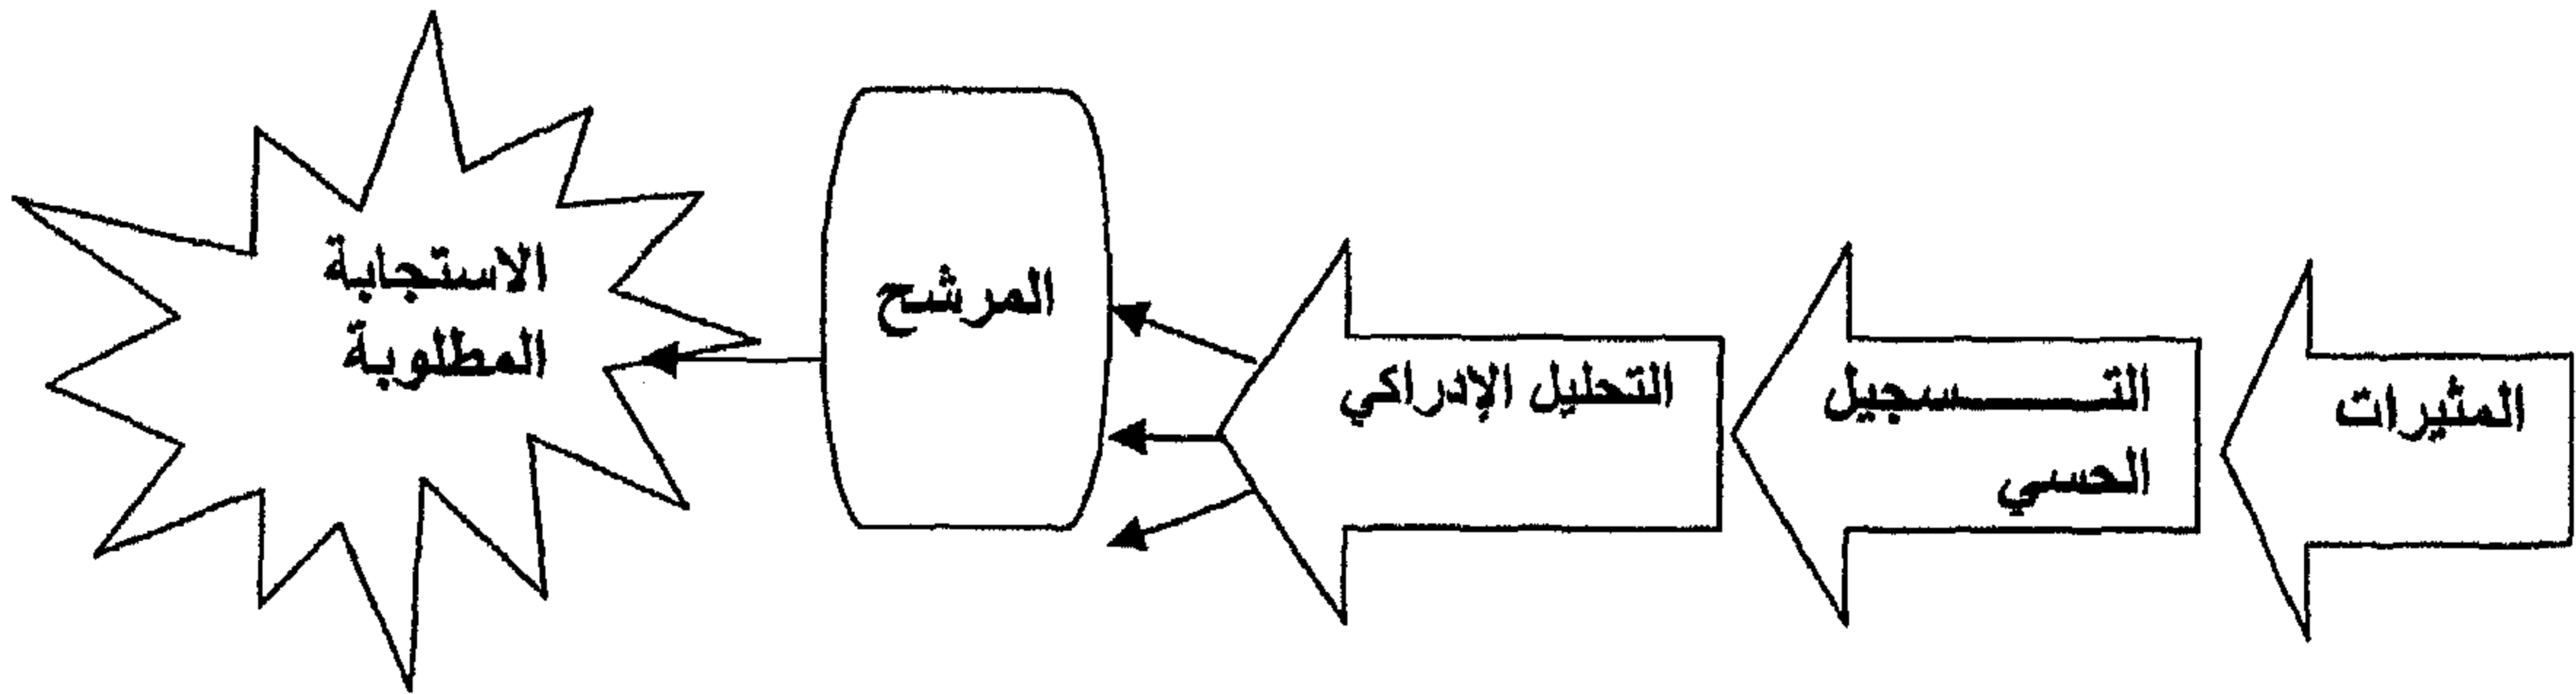 المثيرات
التسجيل
الحسي
التحليل الإدراكي
المرشح
الاستجابة
المطلوبة